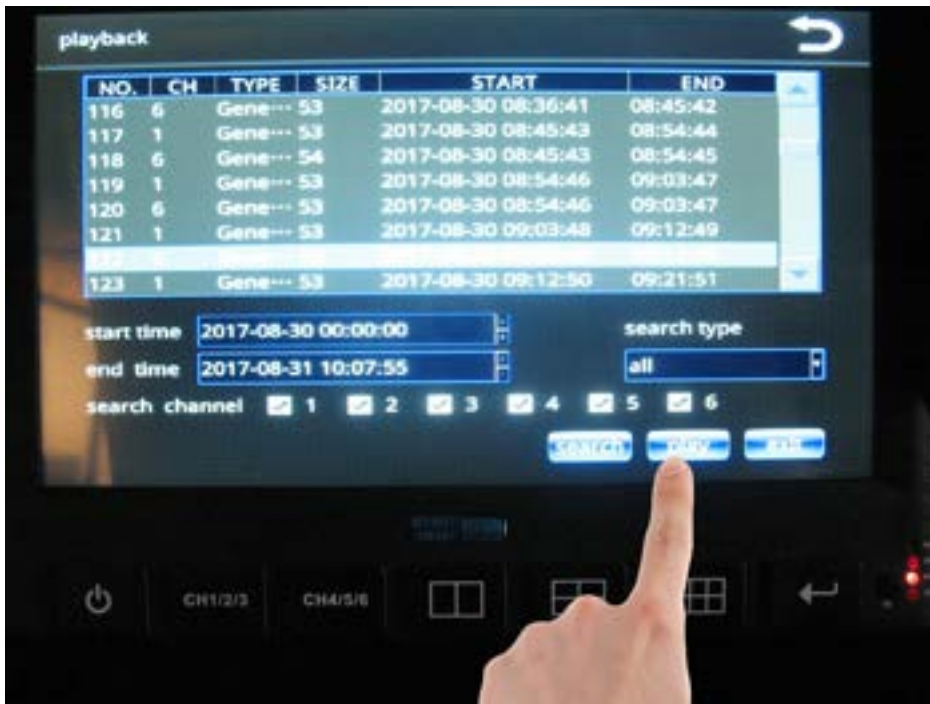 playback
NO. CH TYPE SIZE START END
116 6 Gene··· 53 2017-08-30 08:36:41 08:45:42
117 1 Gene··· 53 2017-08-30 08:45:43 08:54:44
118 6 Gene··· 54 2017-08-30 08:45:43 08:54:45
119 1 Gene··· 53 2017-08-30 08:54:46 09:03:47
120 6 Gene··· 53 2017-08-30 08:54:46 09:03:47
121 1 Gene··· 53 2017-08-30 09:03:48 09:12:49
123 1 Gene··· 53 2017-08-30 09:12:50 09:21:51
start time 2017-08-30 00:00:00 search type
end time 2017-08-31 10:07:55 all
search channel 1 2 3 4 5 6
search play exit
CH1/2/3 CH4/5/6